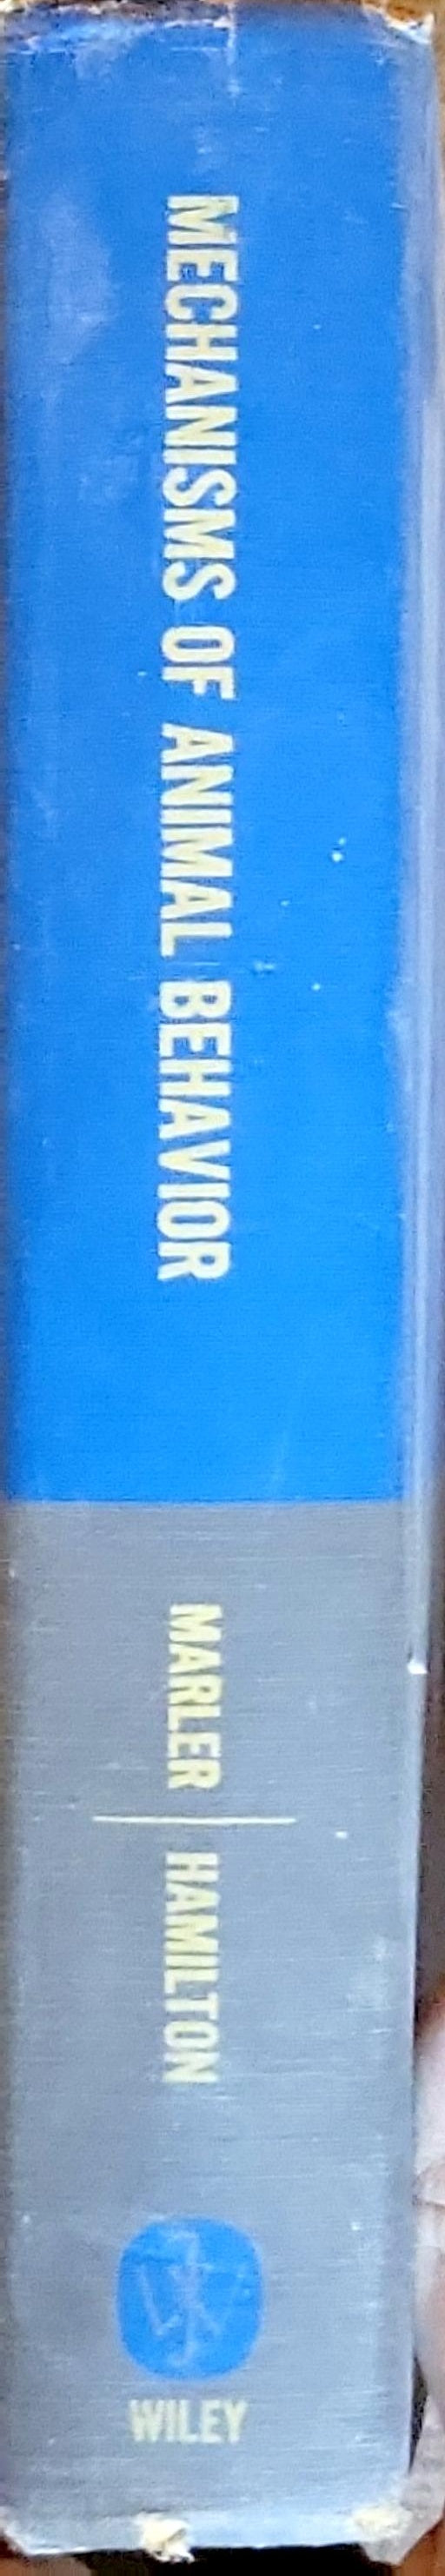 MECHANISMS OF ANIMAL BEHAVIOR
MARLER
HAMILTON
WILEY